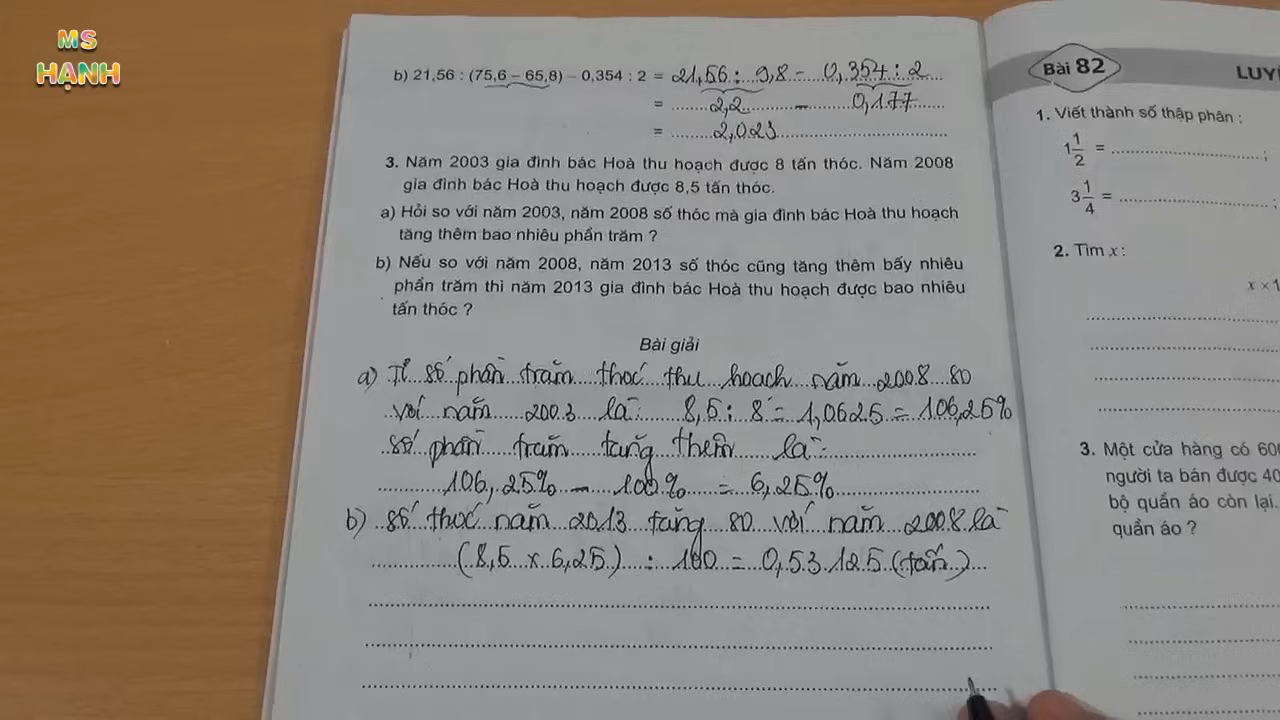 MS
HẠNH
b) 21,56 : (75,6 – 65,8) – 0,354 : 2 = 21,56 : 9,8 – 0,354 : 2
= 2,2 – 0,177
= 2,023
3. Năm 2003 gia đình bác Hoà thu hoạch được 8 tấn thóc. Năm 2008
gia đình bác Hoà thu hoạch được 8,5 tấn thóc.
a) Hỏi so với năm 2003, năm 2008 số thóc mà gia đình bác Hoà thu hoạch
tăng thêm bao nhiêu phần trăm ?
b) Nếu so với năm 2008, năm 2013 số thóc cũng tăng thêm bấy nhiêu
phần trăm thì năm 2013 gia đình bác Hoà thu hoạch được bao nhiêu
tấn thóc ?
Bài giải
a) Tỉ số phần trăm thóc thu hoạch năm 2008 so
với năm 2003 là: 8,5 : 8 = 1,0625 = 106,25%
số phần trăm tăng thêm là:
106,25% – 100% = 6,25%
b) số thóc năm 2013 tăng so với năm 2008 là
(8,5 x 6,25) : 100 = 0,53125 (tấn)
Bài 82
LUYỆ
1. Viết thành số thập phân :
1 1/2 = ;
3 1/4 = ;
2. Tìm x :
x × 1
3. Một cửa hàng có 60
người ta bán được 40
bộ quần áo còn lại.
quần áo ?